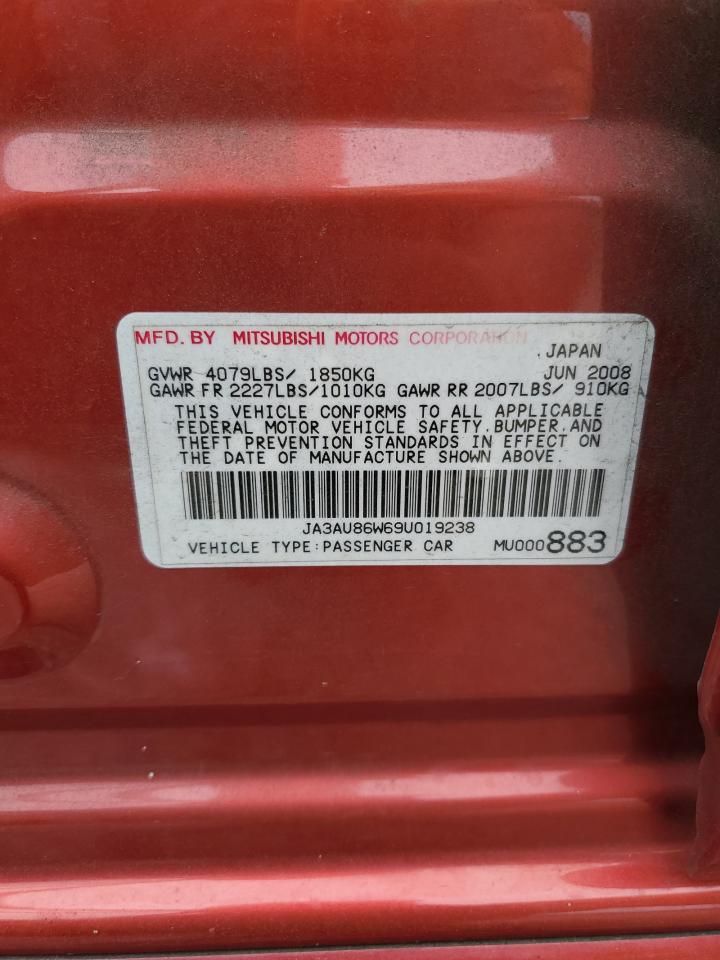 MFD. BY MITSUBISHI MOTORS CORPORATION
JAPAN
GVWR 4079LBS/ 1850KG JUN 2008
GAWR FR 2227LBS/1010KG GAWR RR 2007LBS/ 910KG
THIS VEHICLE CONFORMS TO ALL APPLICABLE
FEDERAL MOTOR VEHICLE SAFETY, BUMPER, AND
THEFT PREVENTION STANDARDS IN EFFECT ON
THE DATE OF MANUFACTURE SHOWN ABOVE.
JA3AU86W69U019238
VEHICLE TYPE:PASSENGER CAR MU000883